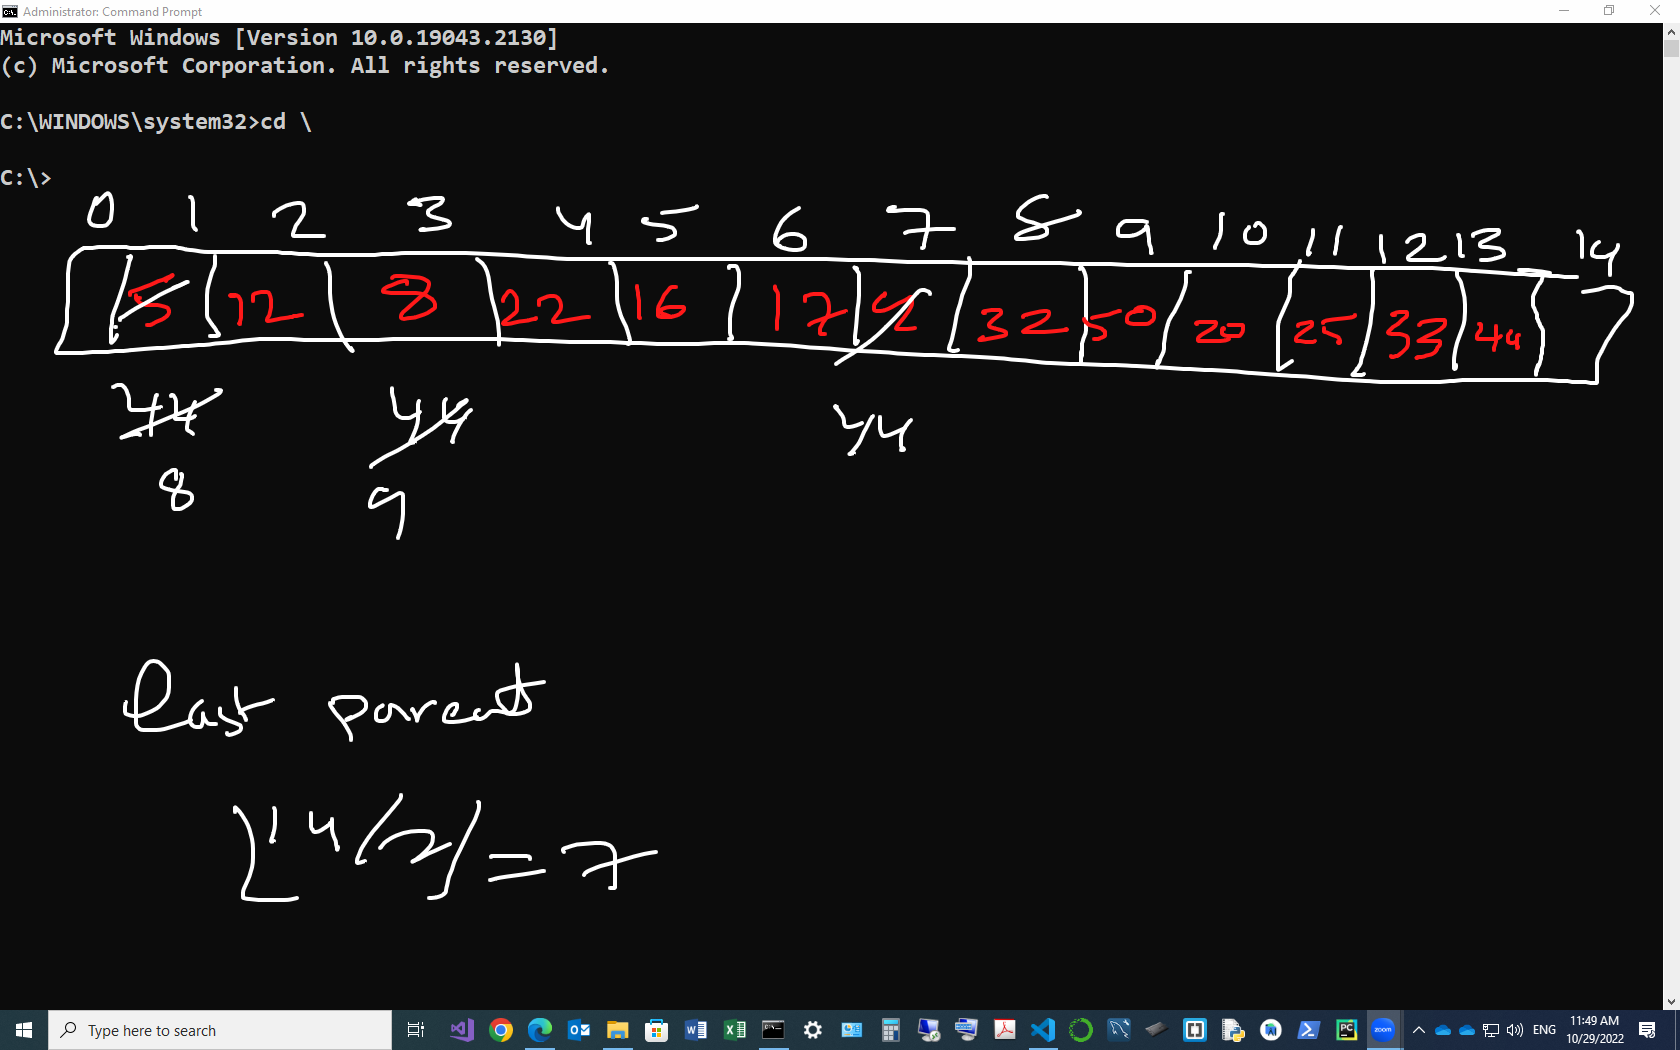 Administrator: Command Prompt
Microsoft Windows [Version 10.0.19043.2130]
(c) Microsoft Corporation. All rights reserved.
C:\WINDOWS\system32>cd \
C:\>
0 1 2 3 4 5 6 7 8 9 10 11 12 13 14
5 12 8 22 16 17 9 32 50 20 25 33 44
44 44 44
8 9
last parent
⌊14/2⌋ = 7
Type here to search
ENG
11:49 AM
10/29/2022